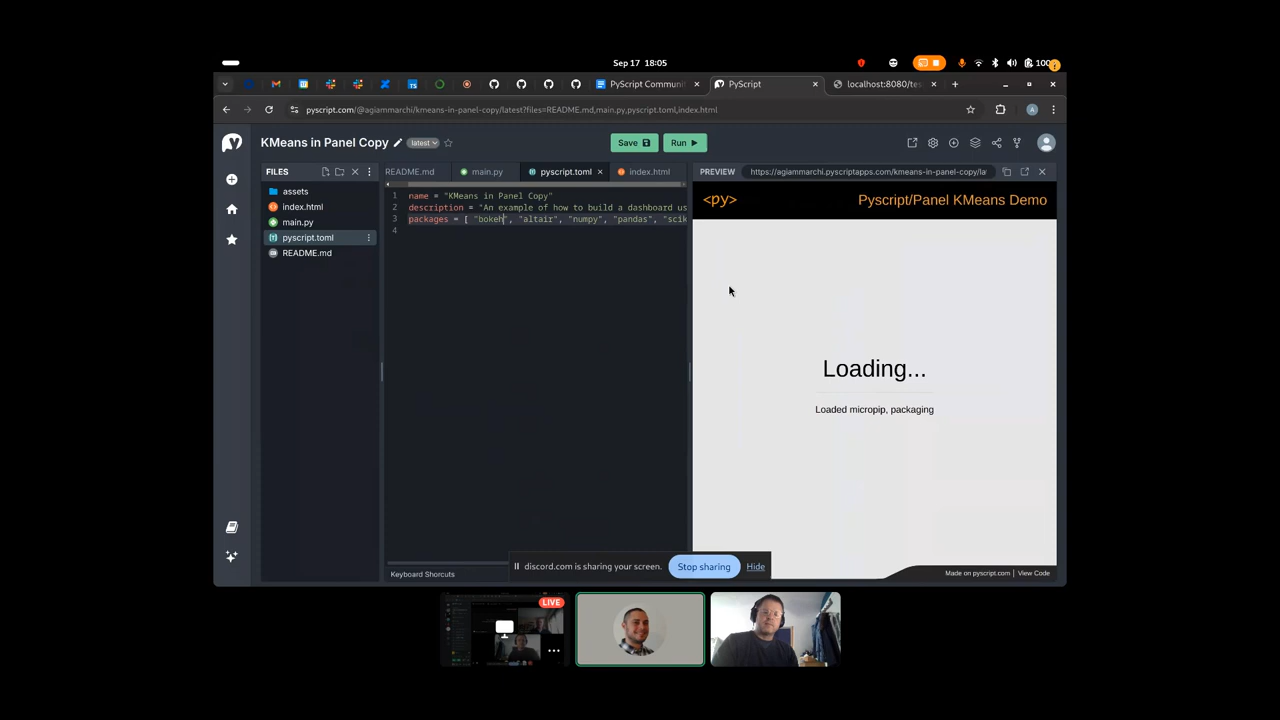 Sep 17 18:05
PyScript Communi
PyScript
localhost:8080/tes
pyscript.com/@agiammarchi/kmeans-in-panel-copy/latest?files=README.md,main.py,pyscript.toml,index.html
KMeans in Panel Copy
latest
Save
Run
FILES
README.md
main.py
pyscript.toml
index.html
PREVIEW
https://agiammarchi.pyscriptapps.com/kmeans-in-panel-copy/la
assets
index.html
main.py
pyscript.toml
README.md
1 name = "KMeans in Panel Copy"
2 description = "An example of how to build a dashboard us
3 packages = [ "bokeh", "altair", "numpy", "pandas", "scik
4
<py>
Pyscript/Panel KMeans Demo
Loading...
Loaded micropip, packaging
discord.com is sharing your screen.
Stop sharing
Hide
Keyboard Shorcuts
Made on pyscript.com | View Code
LIVE